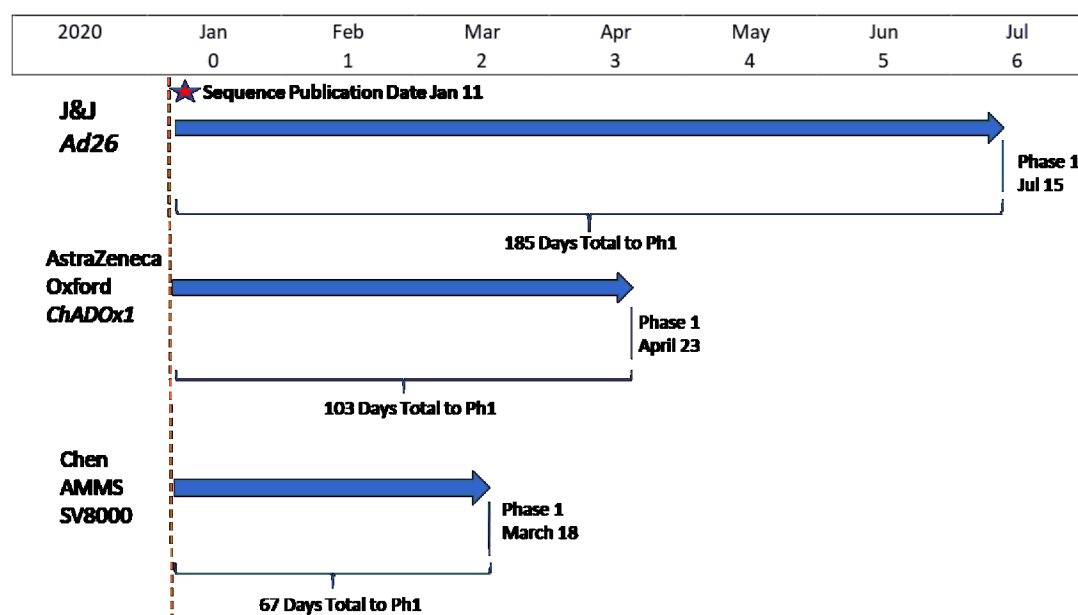 2020 Jan Feb Mar Apr May Jun Jul
0 1 2 3 4 5 6
Sequence Publication Date Jan 11
J&J
Ad26
Phase 1
Jul 15
185 Days Total to Ph1
AstraZeneca
Oxford
ChADOx1
Phase 1
April 23
103 Days Total to Ph1
Chen
AMMS
SV8000
Phase 1
March 18
67 Days Total to Ph1